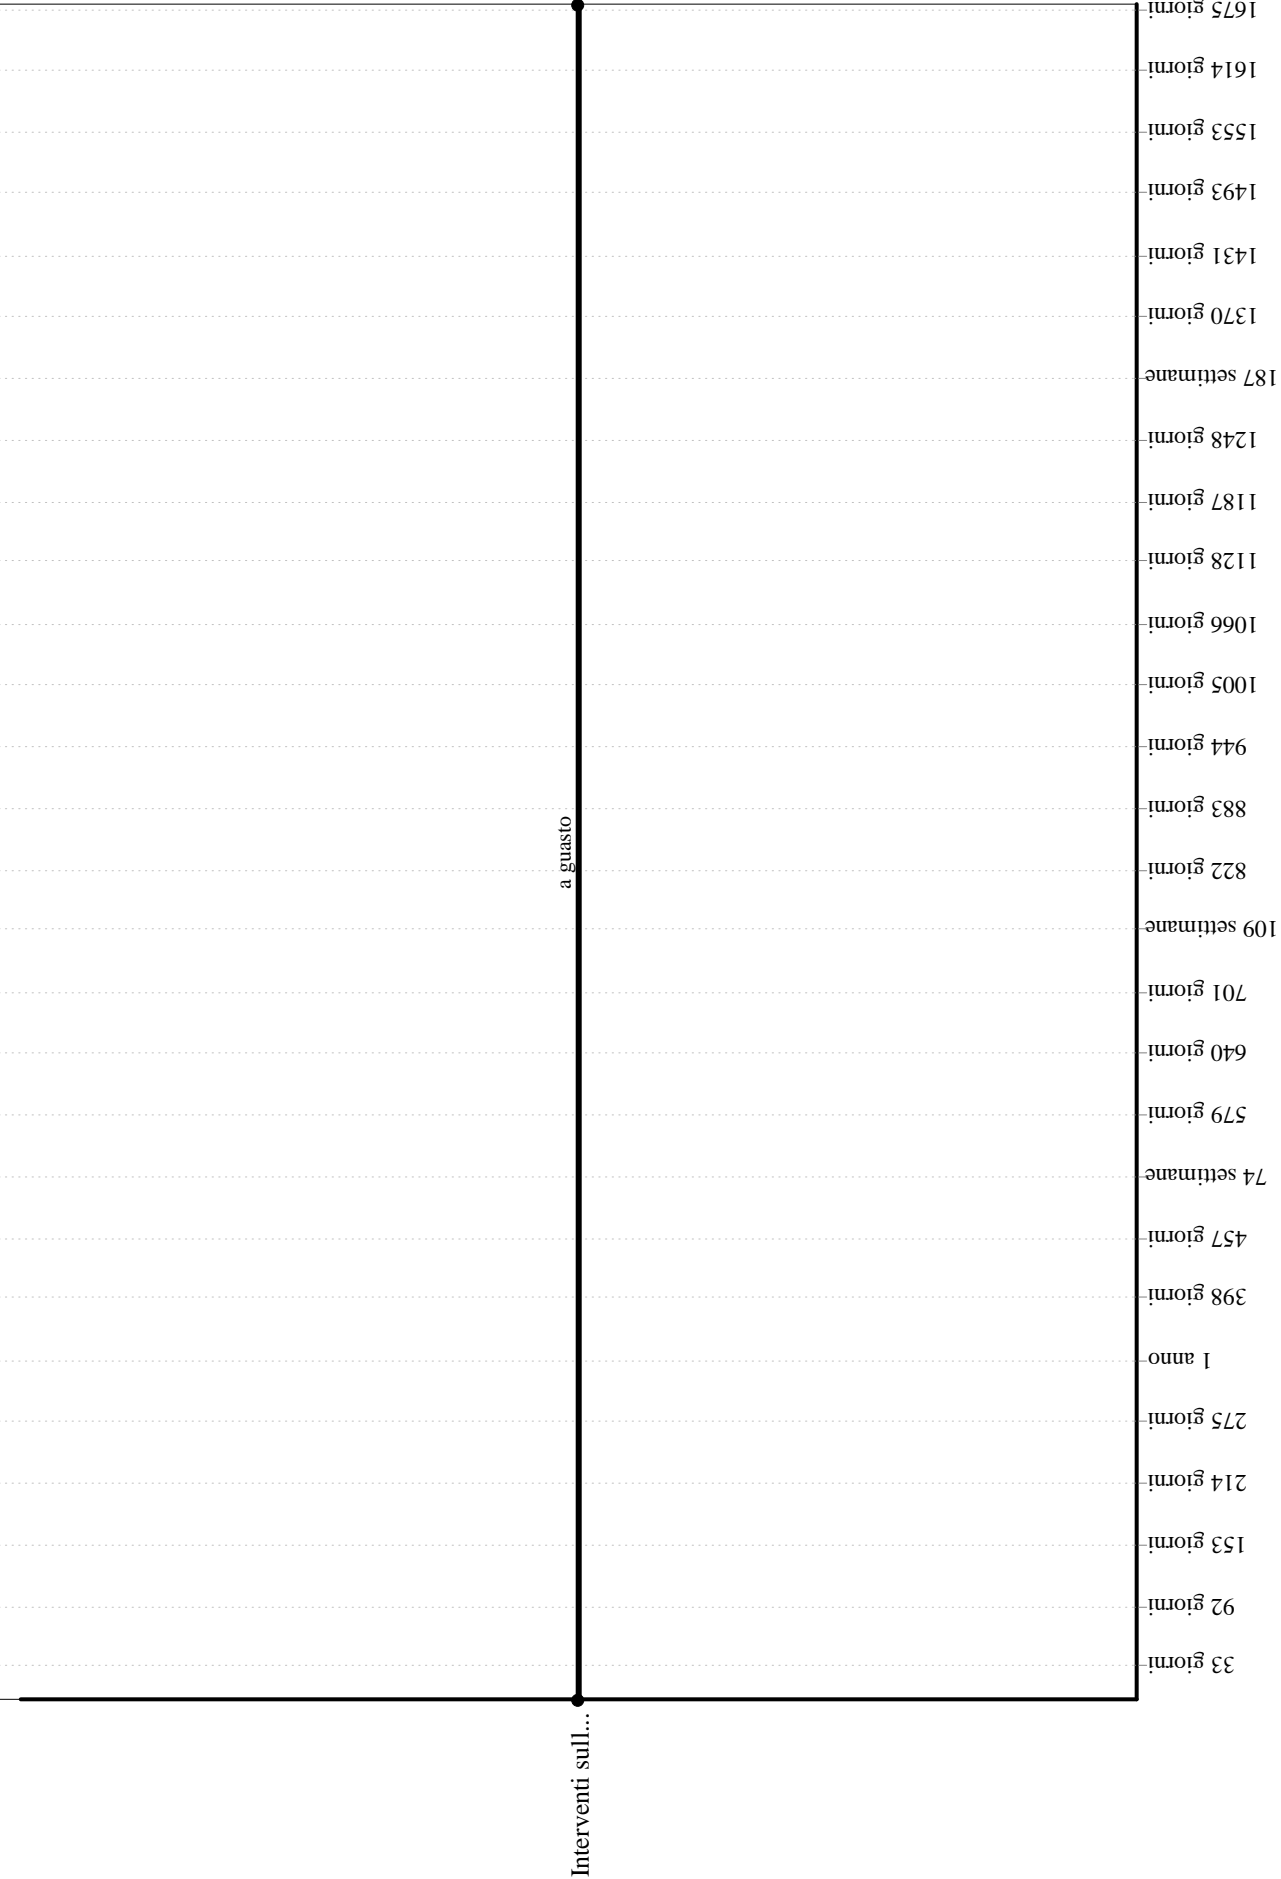 1675 giorni
1614 giorni
1553 giorni
1493 giorni
1431 giorni
1370 giorni
187 settimane
1248 giorni
1187 giorni
1128 giorni
1066 giorni
1005 giorni
944 giorni
883 giorni
822 giorni
109 settimane
701 giorni
640 giorni
579 giorni
74 settimane
457 giorni
398 giorni
1 anno
275 giorni
214 giorni
153 giorni
92 giorni
33 giorni
a guasto
Interventi sull...